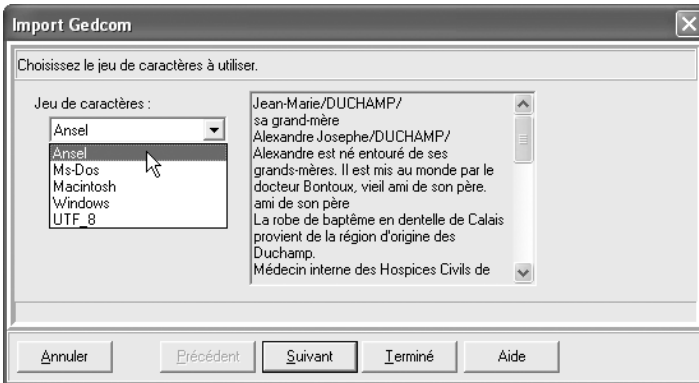 Import Gedcom
Choisissez le jeu de caractères à utiliser.
Jeu de caractères :
Ansel
Ansel
Ms-Dos
Macintosh
Windows
UTF_8
Jean-Marie/DUCHAMP/
sa grand-mère
Alexandre Josephe/DUCHAMP/
Alexandre est né entouré de ses
grands-mères. Il est mis au monde par le
docteur Bontoux, vieil ami de son père.
ami de son père
La robe de baptême en dentelle de Calais
provient de la région d'origine des
Duchamp.
Médecin interne des Hospices Civils de
Annuler
Précédent
Suivant
Terminé
Aide